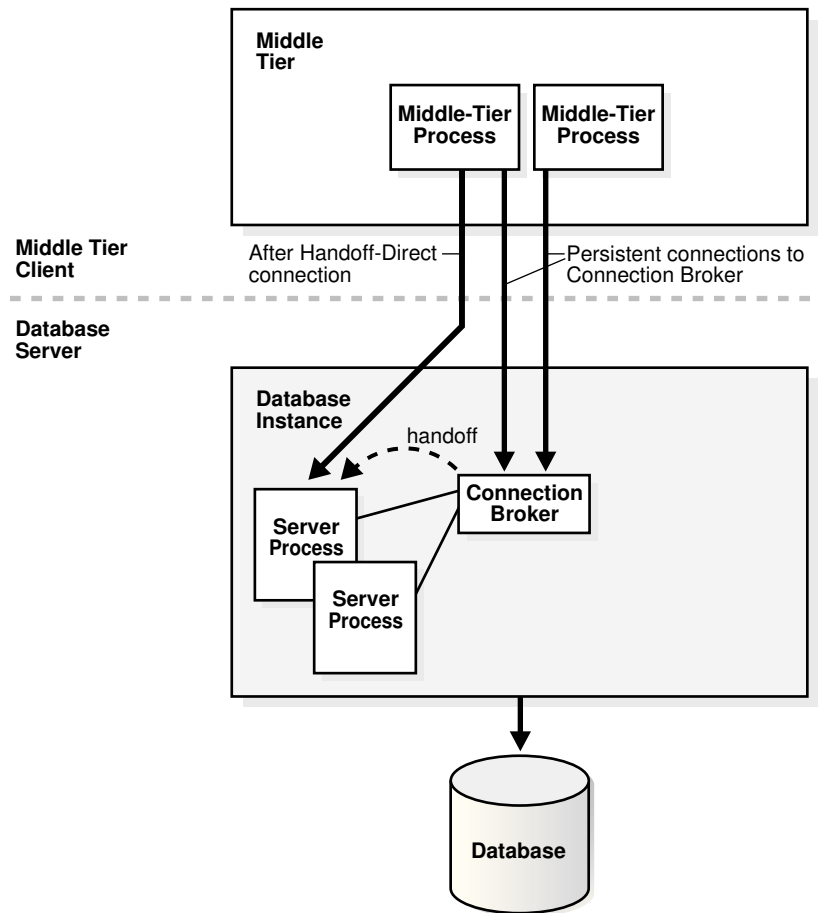 Middle
Tier
Middle-Tier
Process
Middle-Tier
Process
Middle Tier
Client
After Handoff-Direct
connection
Persistent connections to
Connection Broker
Database
Server
Database
Instance
handoff
Connection
Broker
Server
Process
Server
Process
Database